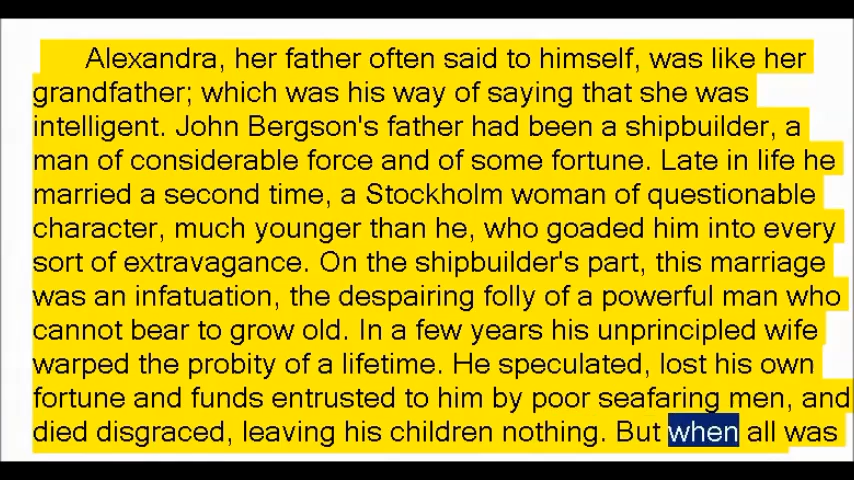 Alexandra, her father often said to himself, was like her
grandfather; which was his way of saying that she was
intelligent. John Bergson's father had been a shipbuilder, a
man of considerable force and of some fortune. Late in life he
married a second time, a Stockholm woman of questionable
character, much younger than he, who goaded him into every
sort of extravagance. On the shipbuilder's part, this marriage
was an infatuation, the despairing folly of a powerful man who
cannot bear to grow old. In a few years his unprincipled wife
warped the probity of a lifetime. He speculated, lost his own
fortune and funds entrusted to him by poor seafaring men, and
died disgraced, leaving his children nothing. But when all was